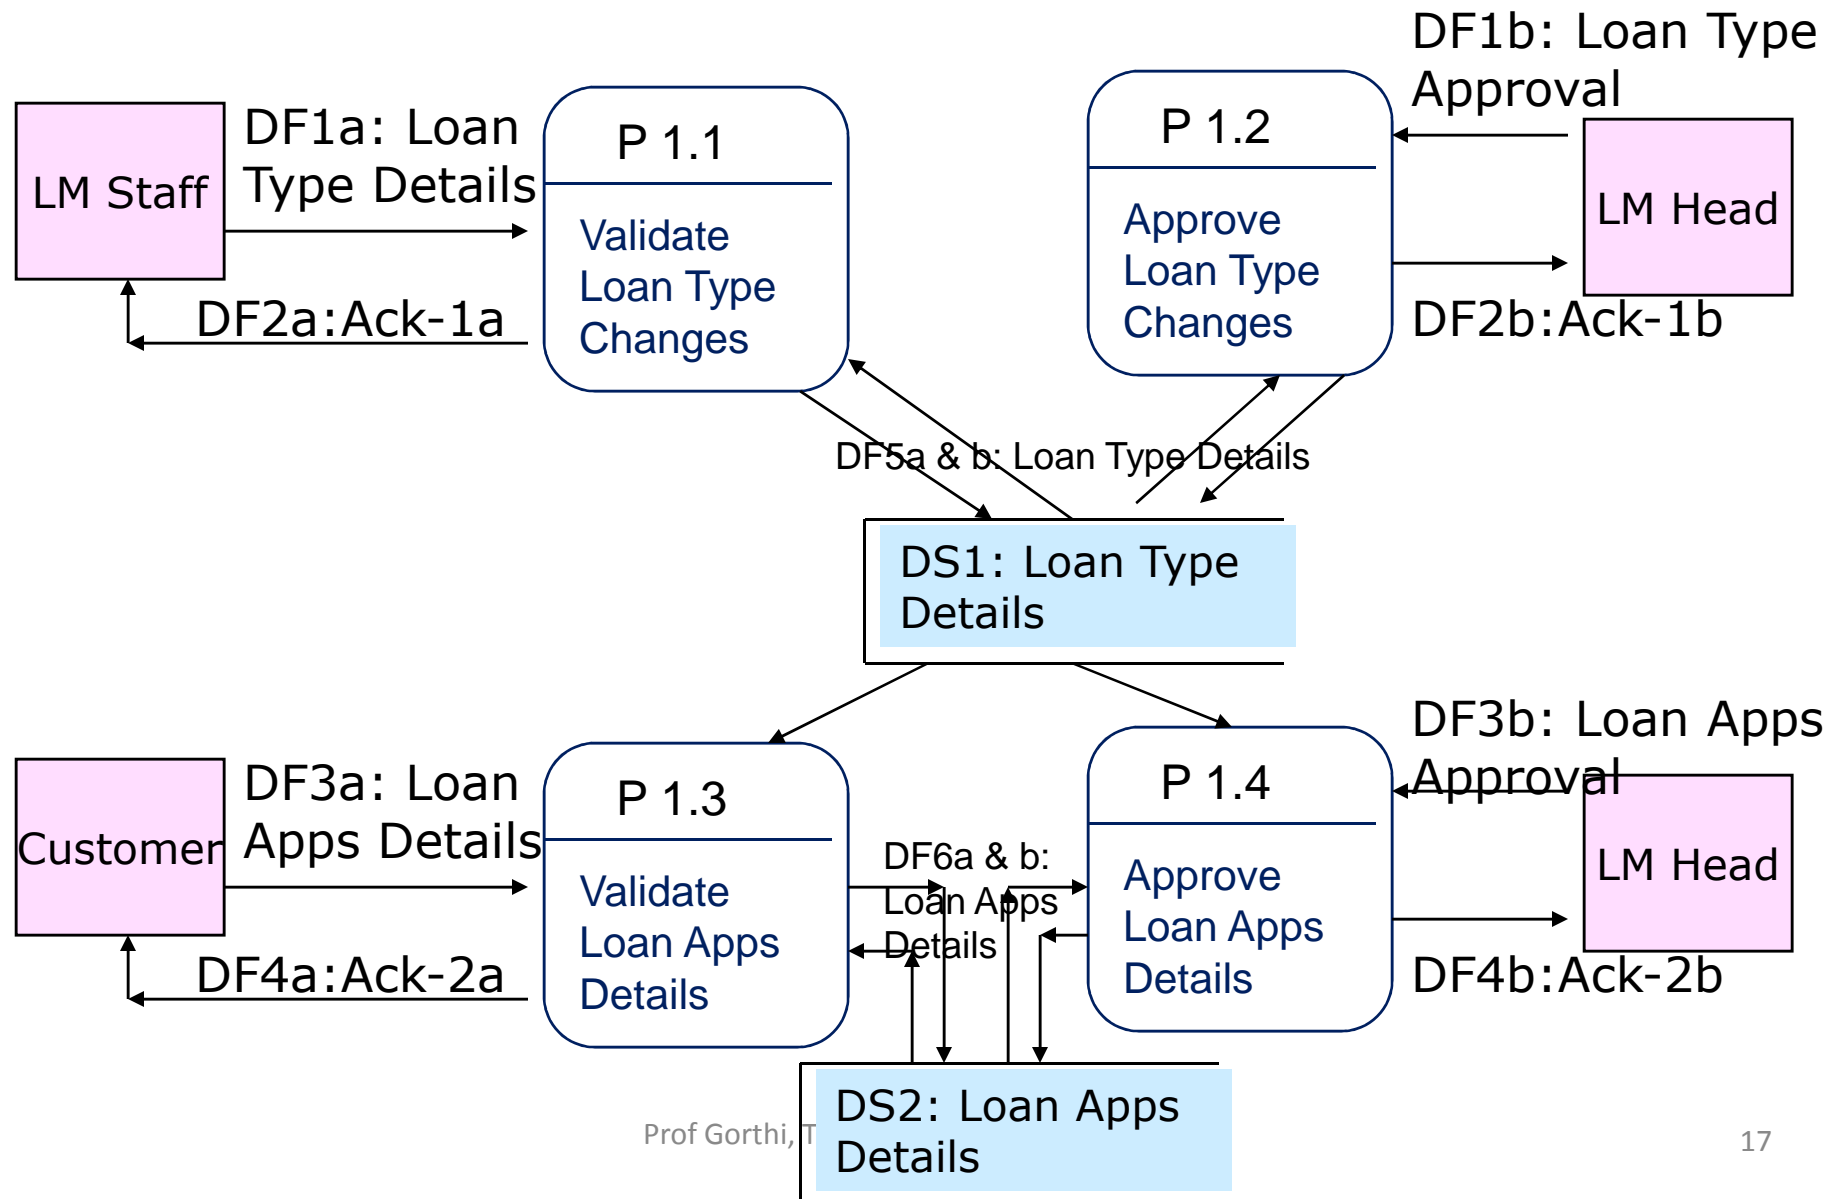 DF1b: Loan Type
Approval
LM Staff
DF1a: Loan
Type Details
P 1.1
Validate
Loan Type
Changes
DF2a:Ack-1a
P 1.2
Approve
Loan Type
Changes
LM Head
DF2b:Ack-1b
DF5a & b: Loan Type Details
DS1: Loan Type
Details
Customer
DF3a: Loan
Apps Details
P 1.3
Validate
Loan Apps
Details
DF4a:Ack-2a
DF6a & b:
Loan Apps
Details
P 1.4
Approve
Loan Apps
Details
DF3b: Loan Apps
Approval
LM Head
DF4b:Ack-2b
DS2: Loan Apps
Details
Prof Gorthi,
17